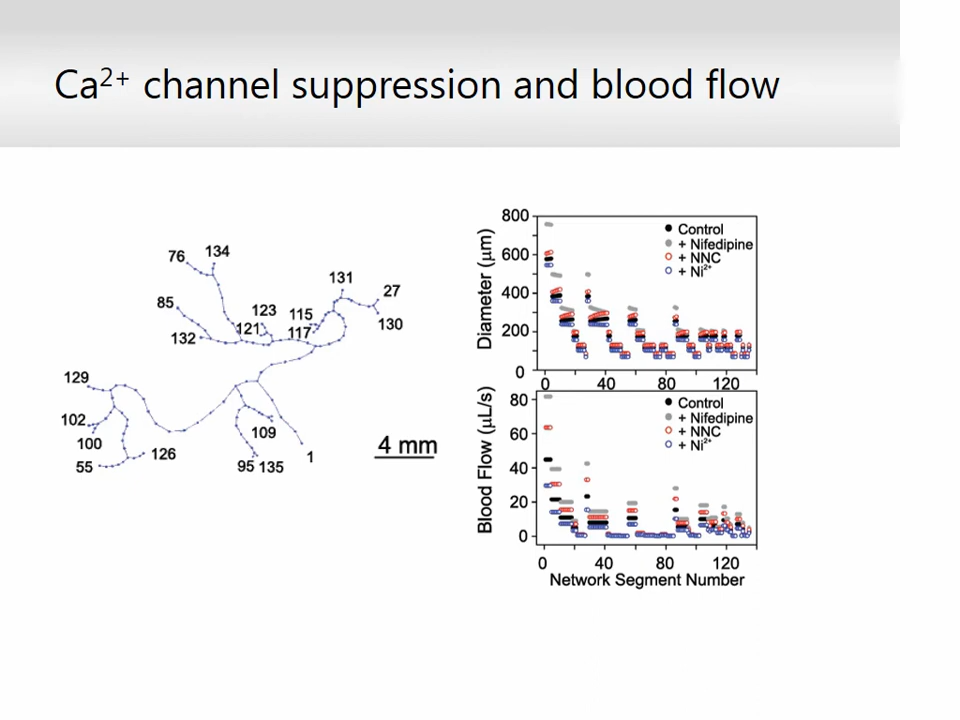 Ca²⁺ channel suppression and blood flow
76
134
85
132
123
121
115
117
131
27
130
129
102
100
55
126
109
95
135
1
4 mm
Diameter (μm)
800
600
400
200
0
Control
+ Nifedipine
+ NNC
+ Ni²⁺
0
40
80
120
Blood Flow (μL/s)
80
60
40
20
0
Control
+ Nifedipine
+ NNC
+ Ni²⁺
0
40
80
120
Network Segment Number